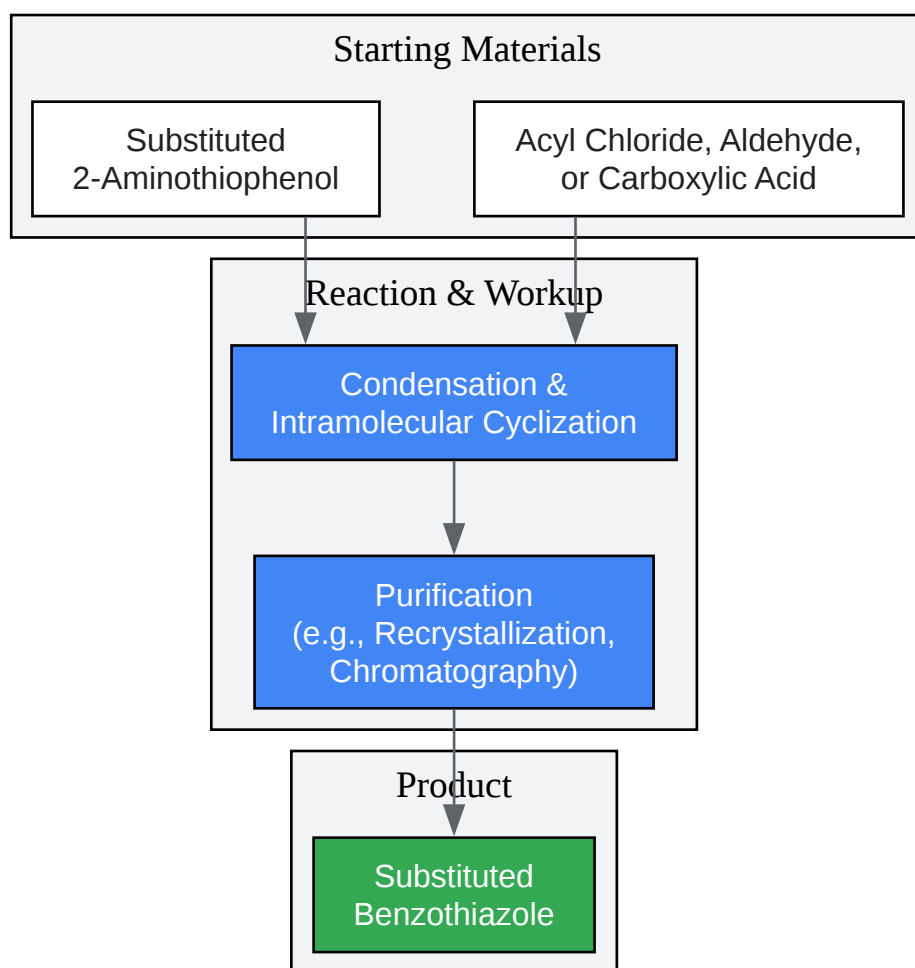 Starting Materials
Substituted
2-Aminothiophenol
Acyl Chloride, Aldehyde,
or Carboxylic Acid
Reaction & Workup
Condensation &
Intramolecular Cyclization
Purification
(e.g., Recrystallization,
Chromatography)
Product
Substituted
Benzothiazole